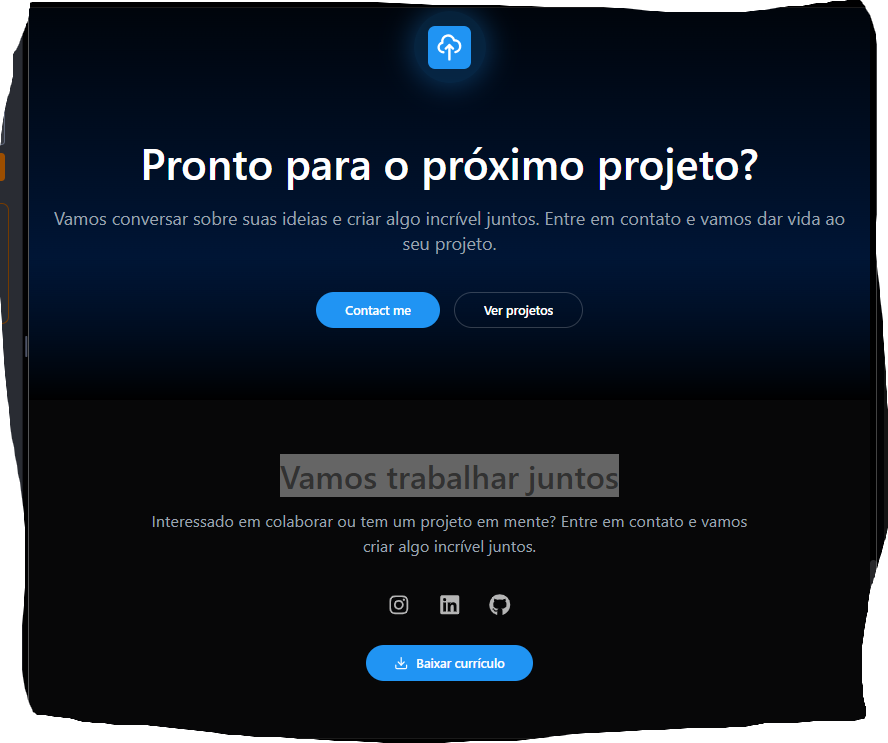 Pronto para o próximo projeto?
Vamos conversar sobre suas ideias e criar algo incrível juntos. Entre em contato e vamos dar vida ao
seu projeto.
Contact me
Ver projetos
Vamos trabalhar juntos
Interessado em colaborar ou tem um projeto em mente? Entre em contato e vamos
criar algo incrível juntos.
Baixar currículo